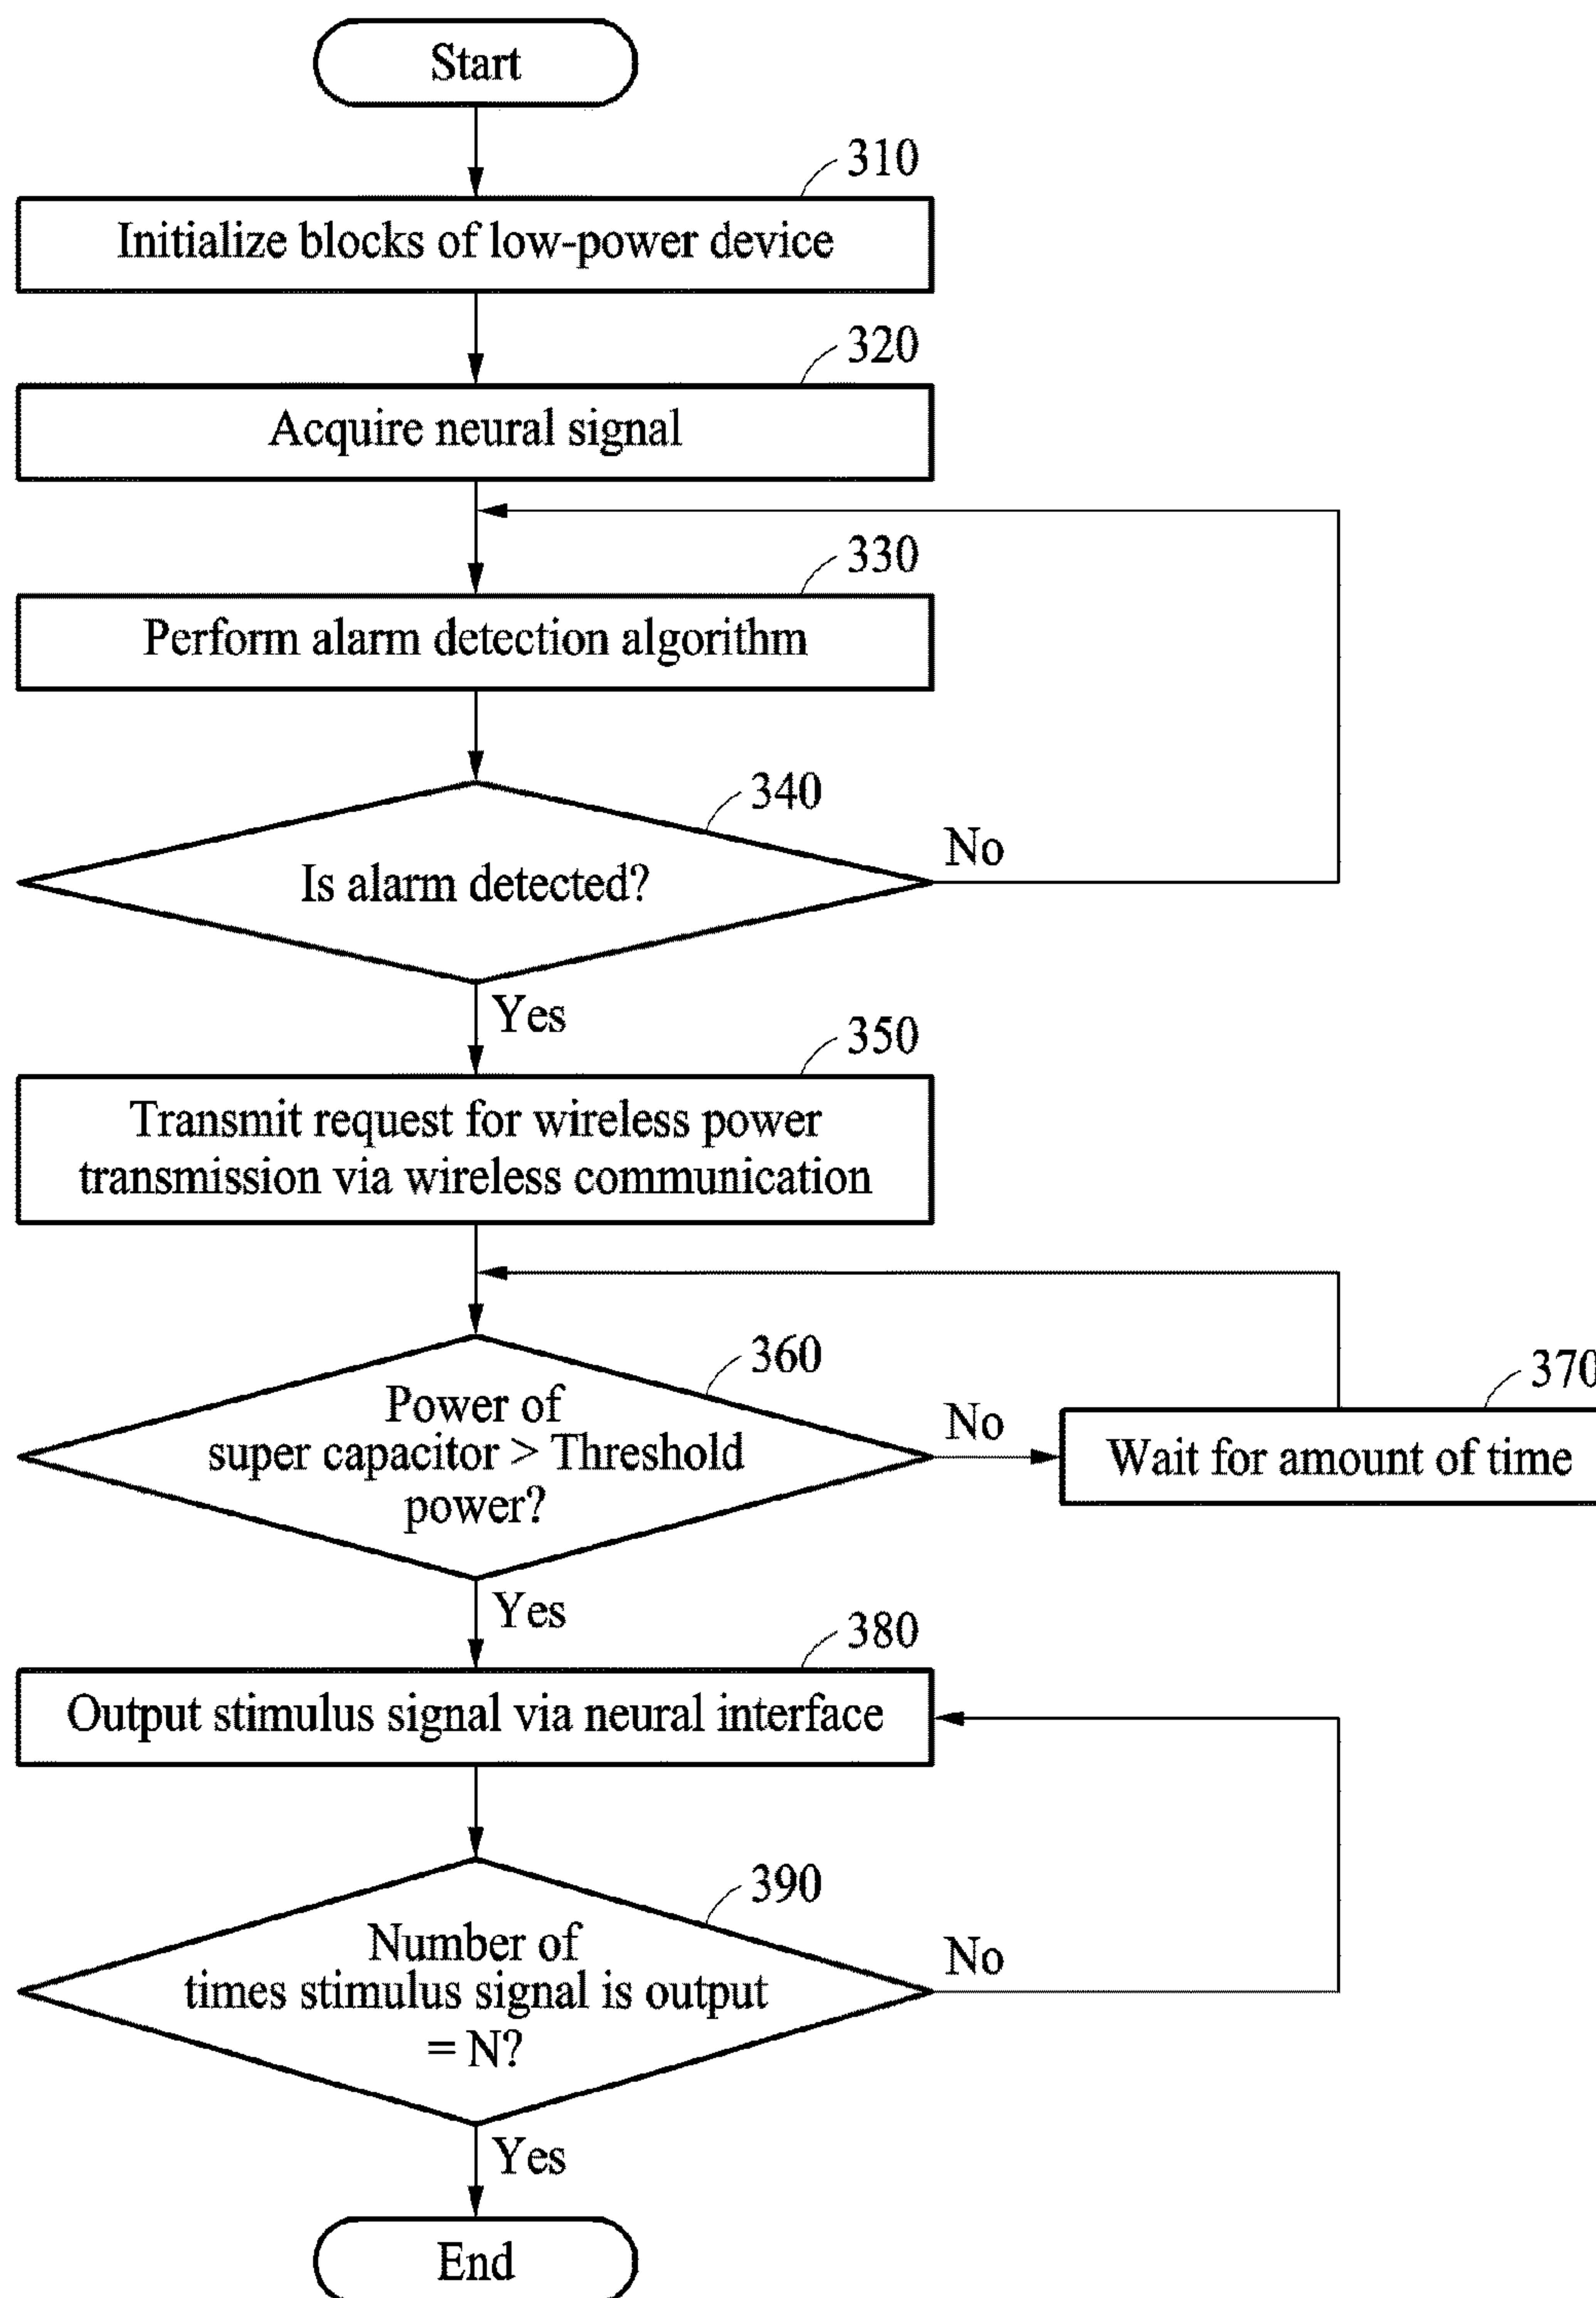 Start
310
Initialize blocks of low-power device
320
Acquire neural signal
330
Perform alarm detection algorithm
340
Is alarm detected?
No
Yes
350
Transmit request for wireless power
transmission via wireless communication
360
Power of
super capacitor > Threshold
power?
No
370
Wait for amount of time
Yes
380
Output stimulus signal via neural interface
390
Number of
times stimulus signal is output
= N?
No
Yes
End